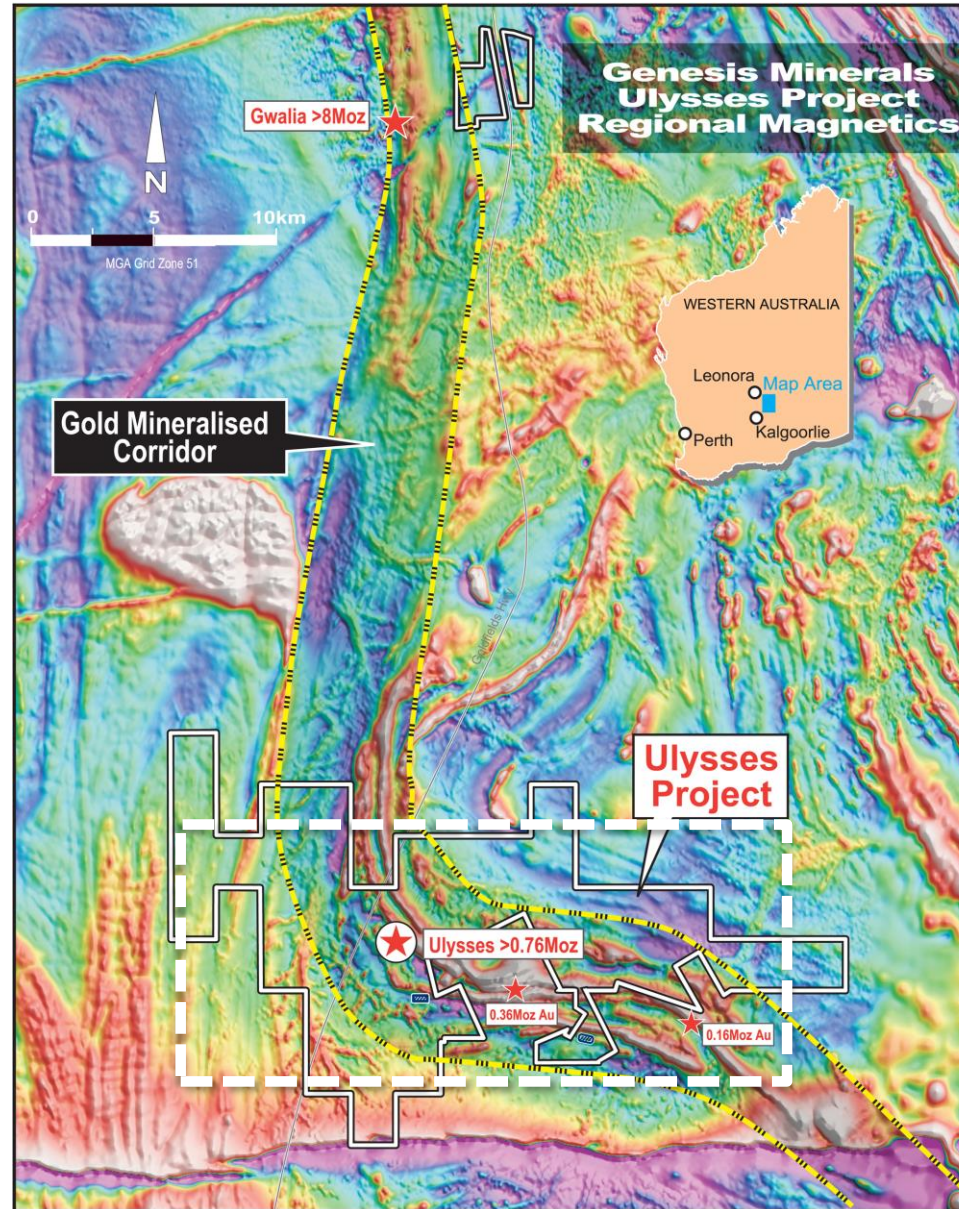 Genesis Minerals
Ulysses Project
Regional Magnetics
Gwalia >8Moz
N
0 5 10km
MGA Grid Zone 51
WESTERN AUSTRALIA
Leonora
Map Area
Kalgoorlie
Perth
Gold Mineralised
Corridor
Goldfields Hwy
Ulysses
Project
Ulysses >0.76Moz
0.36Moz Au
0.16Moz Au